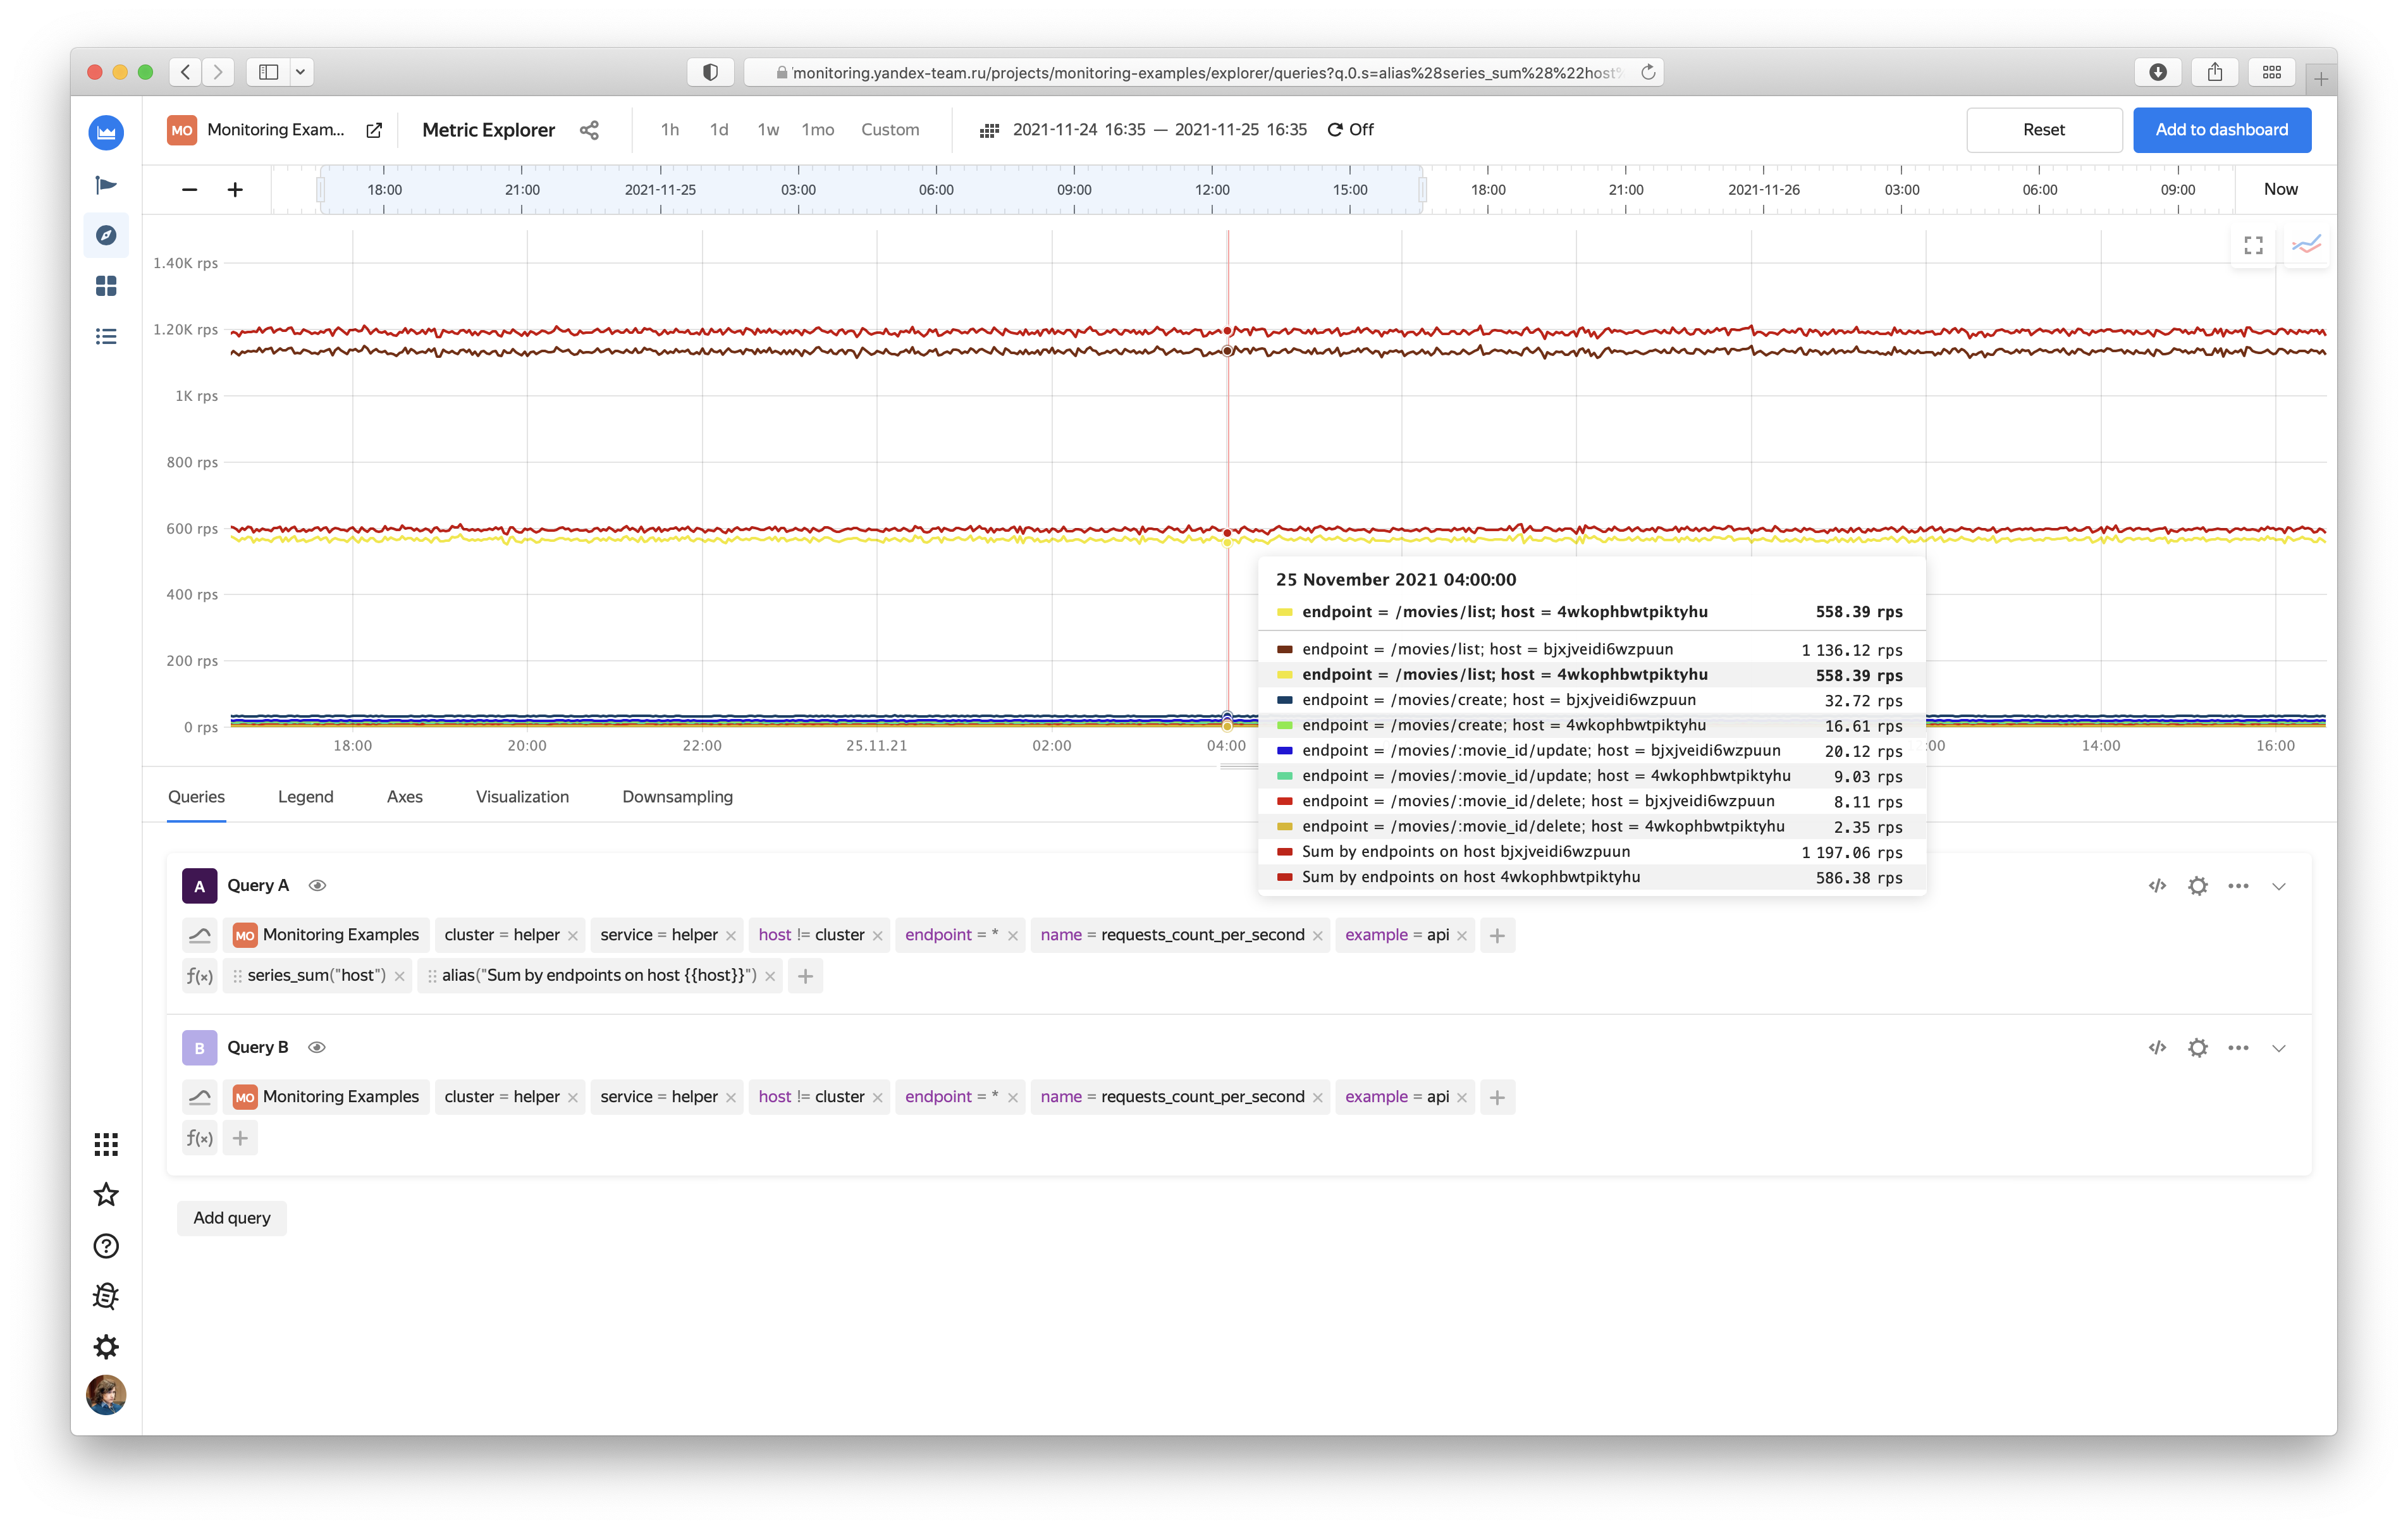 'monitoring.yandex-team.ru/projects/monitoring-examples/explorer/queries?q.0.s=alias%28series_sum%28%22host%
MO Monitoring Exam... Metric Explorer 1h 1d 1w 1mo Custom 2021-11-24 16:35 — 2021-11-25 16:35 Off Reset Add to dashboard
− + 18:00 21:00 2021-11-25 03:00 06:00 09:00 12:00 15:00 18:00 21:00 2021-11-26 03:00 06:00 09:00 Now
1.40K rps
1.20K rps
1K rps
800 rps
600 rps
400 rps
200 rps
0 rps
18:00 20:00 22:00 25.11.21 02:00 04:00 :00 14:00 16:00
25 November 2021 04:00:00
endpoint = /movies/list; host = 4wkophbwtpiktyhu 558.39 rps
endpoint = /movies/list; host = bjxjveidi6wzpuun 1 136.12 rps
endpoint = /movies/list; host = 4wkophbwtpiktyhu 558.39 rps
endpoint = /movies/create; host = bjxjveidi6wzpuun 32.72 rps
endpoint = /movies/create; host = 4wkophbwtpiktyhu 16.61 rps
endpoint = /movies/:movie_id/update; host = bjxjveidi6wzpuun 20.12 rps
endpoint = /movies/:movie_id/update; host = 4wkophbwtpiktyhu 9.03 rps
endpoint = /movies/:movie_id/delete; host = bjxjveidi6wzpuun 8.11 rps
endpoint = /movies/:movie_id/delete; host = 4wkophbwtpiktyhu 2.35 rps
Sum by endpoints on host bjxjveidi6wzpuun 1 197.06 rps
Sum by endpoints on host 4wkophbwtpiktyhu 586.38 rps
Queries Legend Axes Visualization Downsampling
A Query A
MO Monitoring Examples cluster = helper × service = helper × host != cluster × endpoint = * × name = requests_count_per_second × example = api × +
f(x) series_sum("host") × alias("Sum by endpoints on host {{host}}") × +
B Query B
MO Monitoring Examples cluster = helper × service = helper × host != cluster × endpoint = * × name = requests_count_per_second × example = api × +
f(x) +
Add query